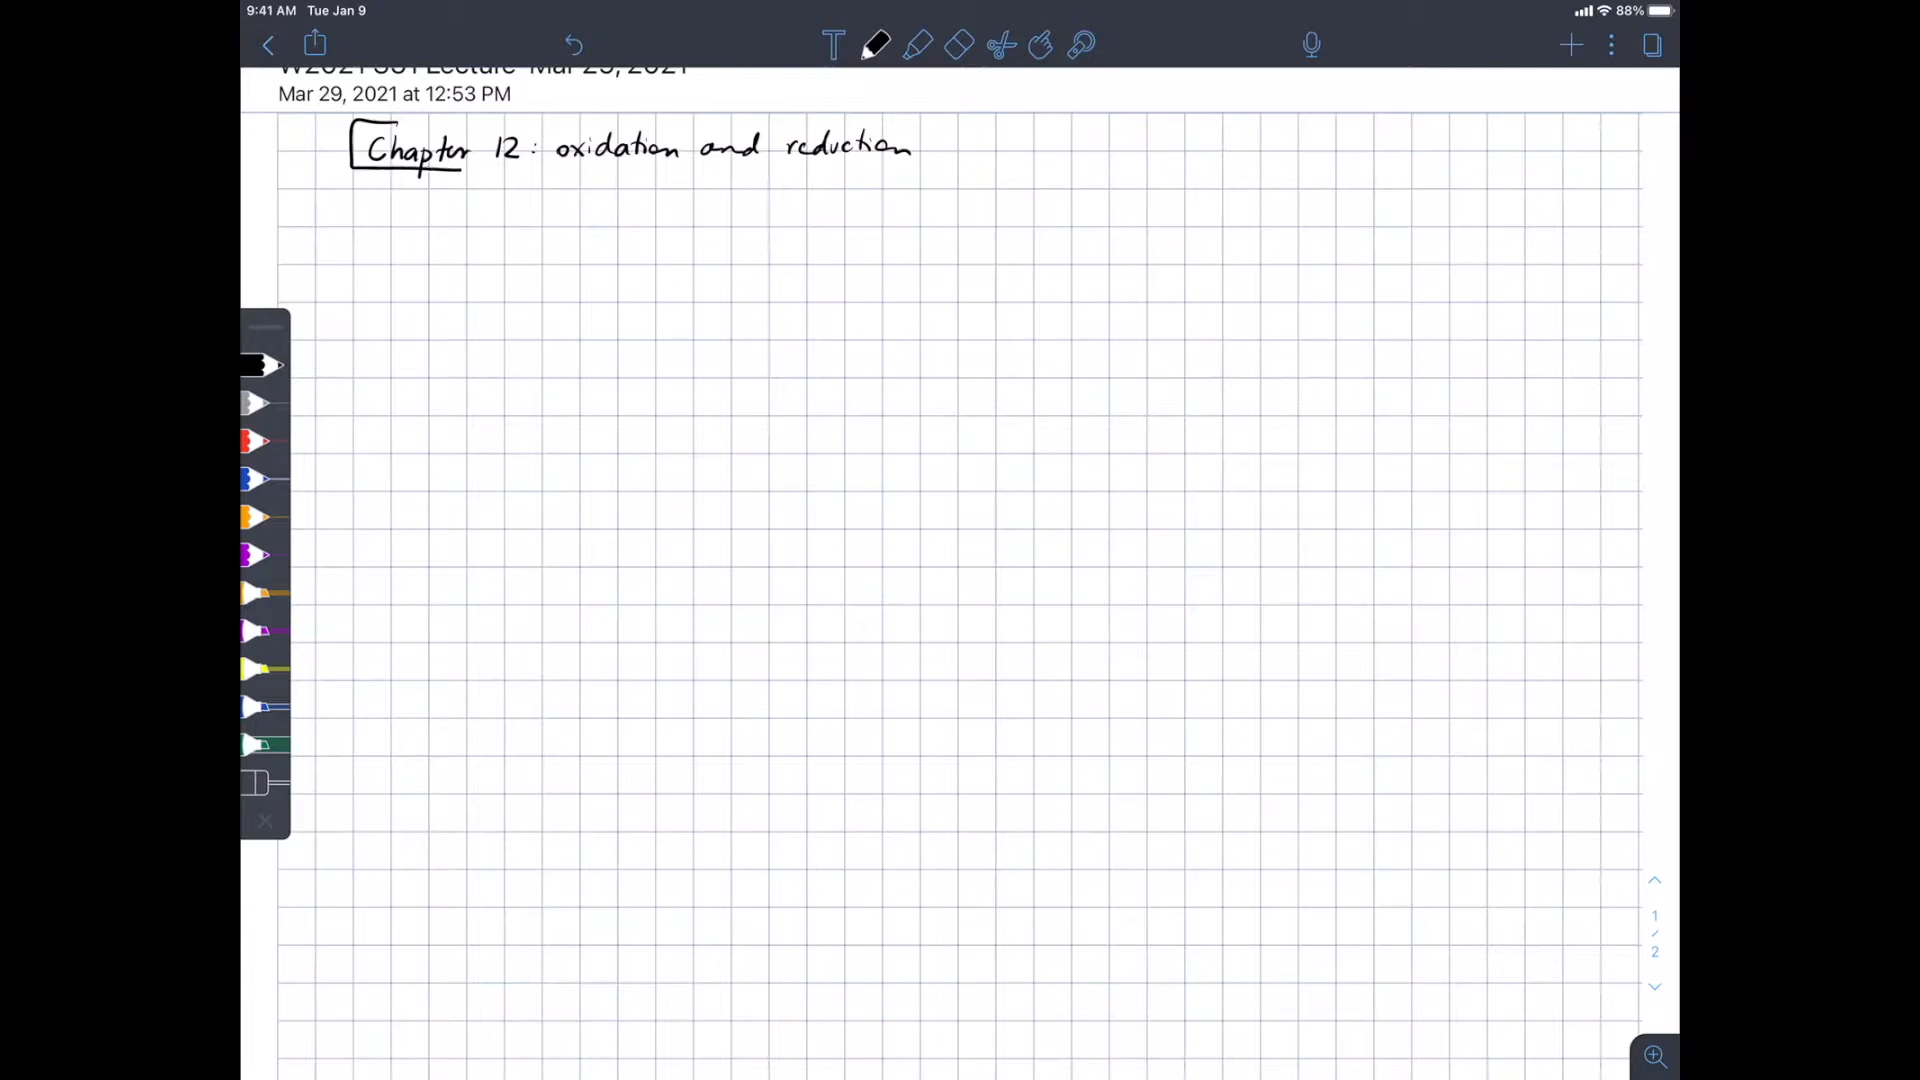 9:41 AM Tue Jan 9 88%
Mar 29, 2021 at 12:53 PM
Chapter 12: oxidation and reduction
1
/
2